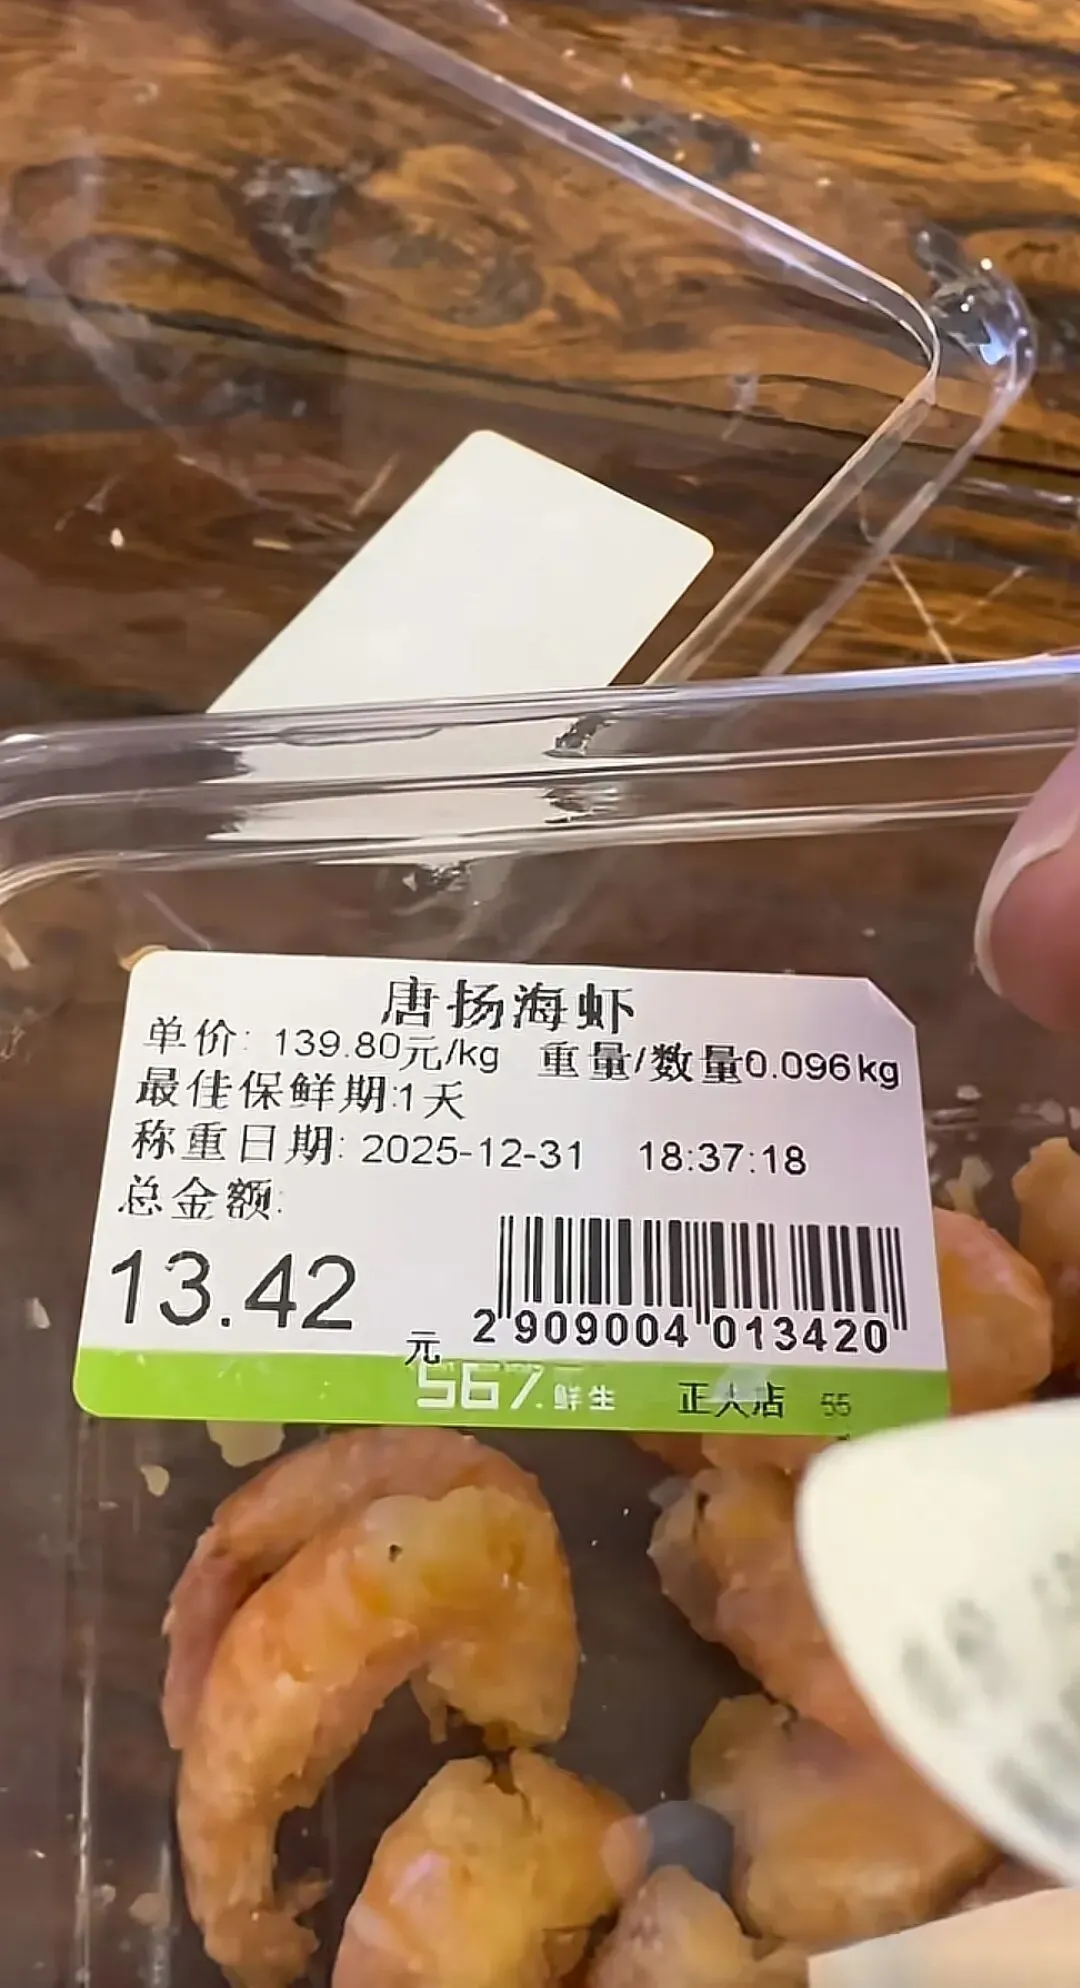 唐扬海虾
单价: 139.80元/kg 重量/数量0.096kg
最佳保鲜期:1天
称重日期: 2025-12-31 18:37:18
总金额:
13.42 元
2 909004 013420
567. 鲜生 正大店 55